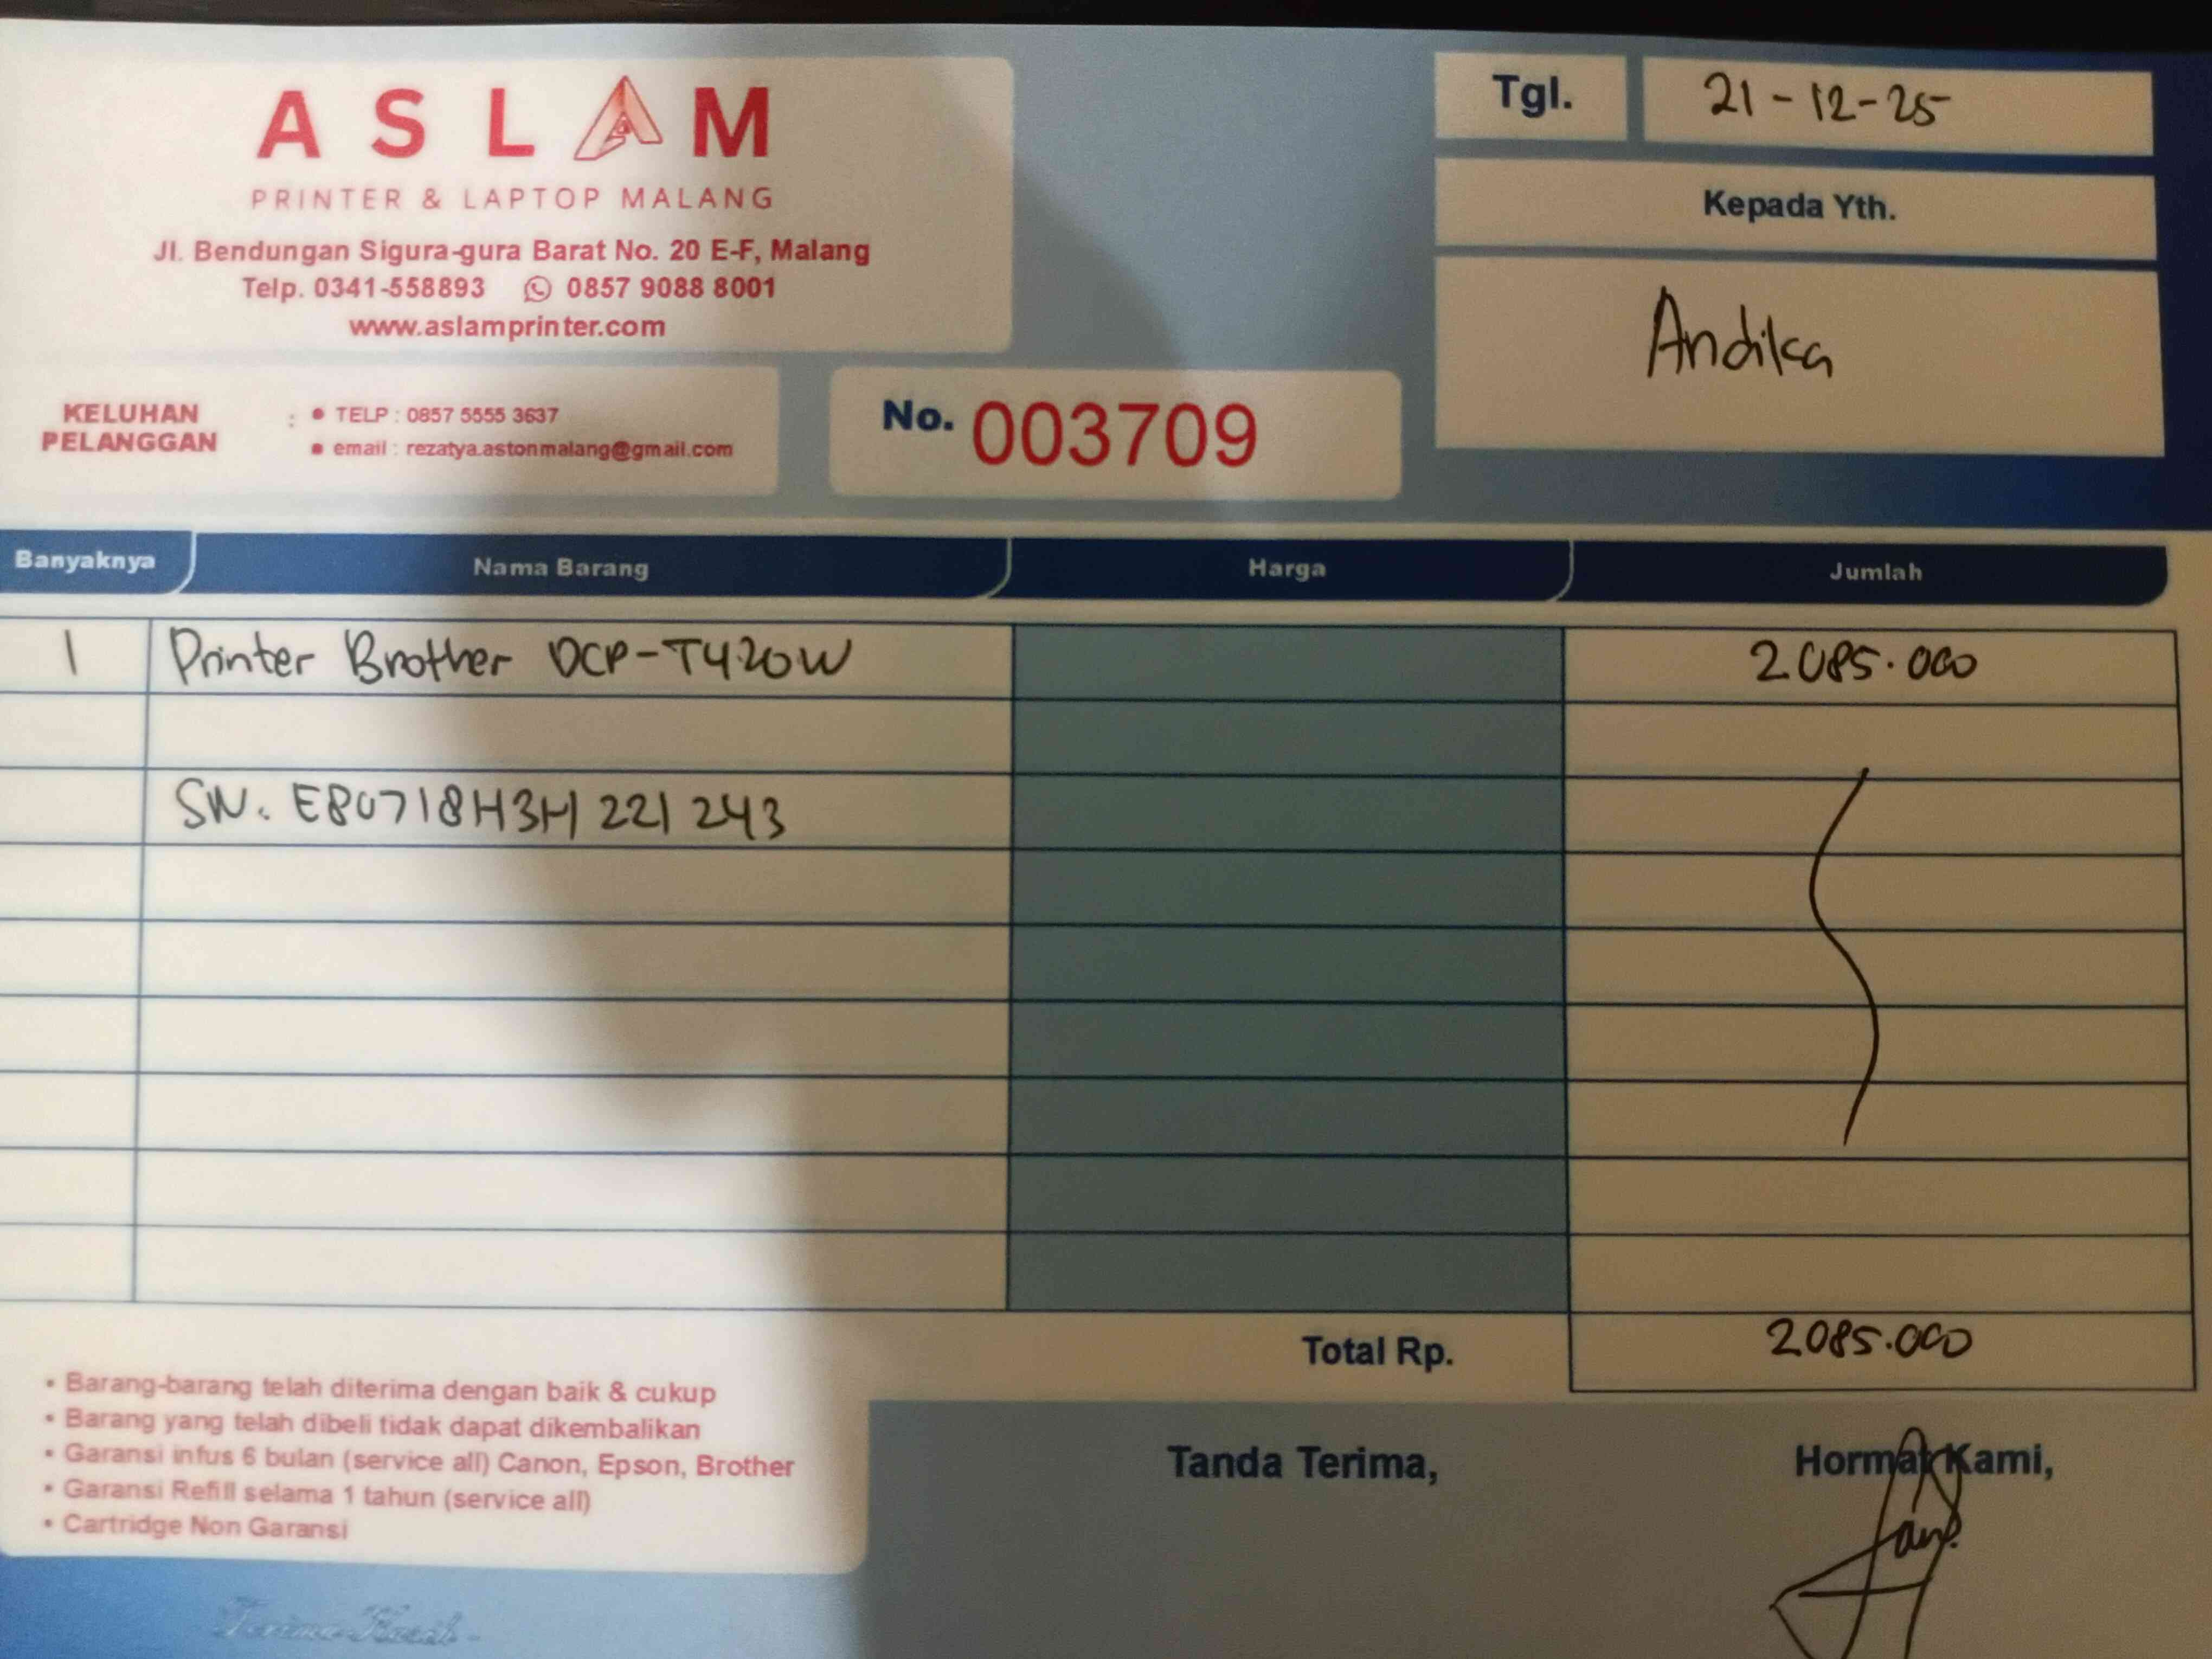 ASLAM
PRINTER & LAPTOP MALANG
Jl. Bendungan Sigura-gura Barat No. 20 E-F, Malang
Telp. 0341-558893 0857 9088 8001
www.aslamprinter.com
KELUHAN PELANGGAN : • TELP : 0857 5555 3637
• email : rezatya.astonmalang@gmail.com
No. 003709
Tgl. 21-12-25
Kepada Yth.
Andika
Banyaknya Nama Barang Harga Jumlah
1 Printer Brother DCP-T420W 2.085.000
SN. E80718H3H221243
Total Rp. 2.085.000
• Barang-barang telah diterima dengan baik & cukup
• Barang yang telah dibeli tidak dapat dikembalikan
• Garansi infus 6 bulan (service all) Canon, Epson, Brother
• Garansi Refill selama 1 tahun (service all)
• Cartridge Non Garansi
Terima Kasih
Tanda Terima, Hormat Kami,